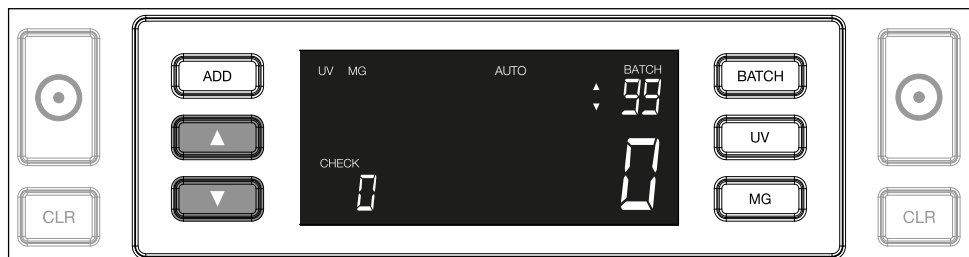 ADD
UV MG AUTO BATCH
99
BATCH
UV
CHECK
0
0
MG
CLR
CLR